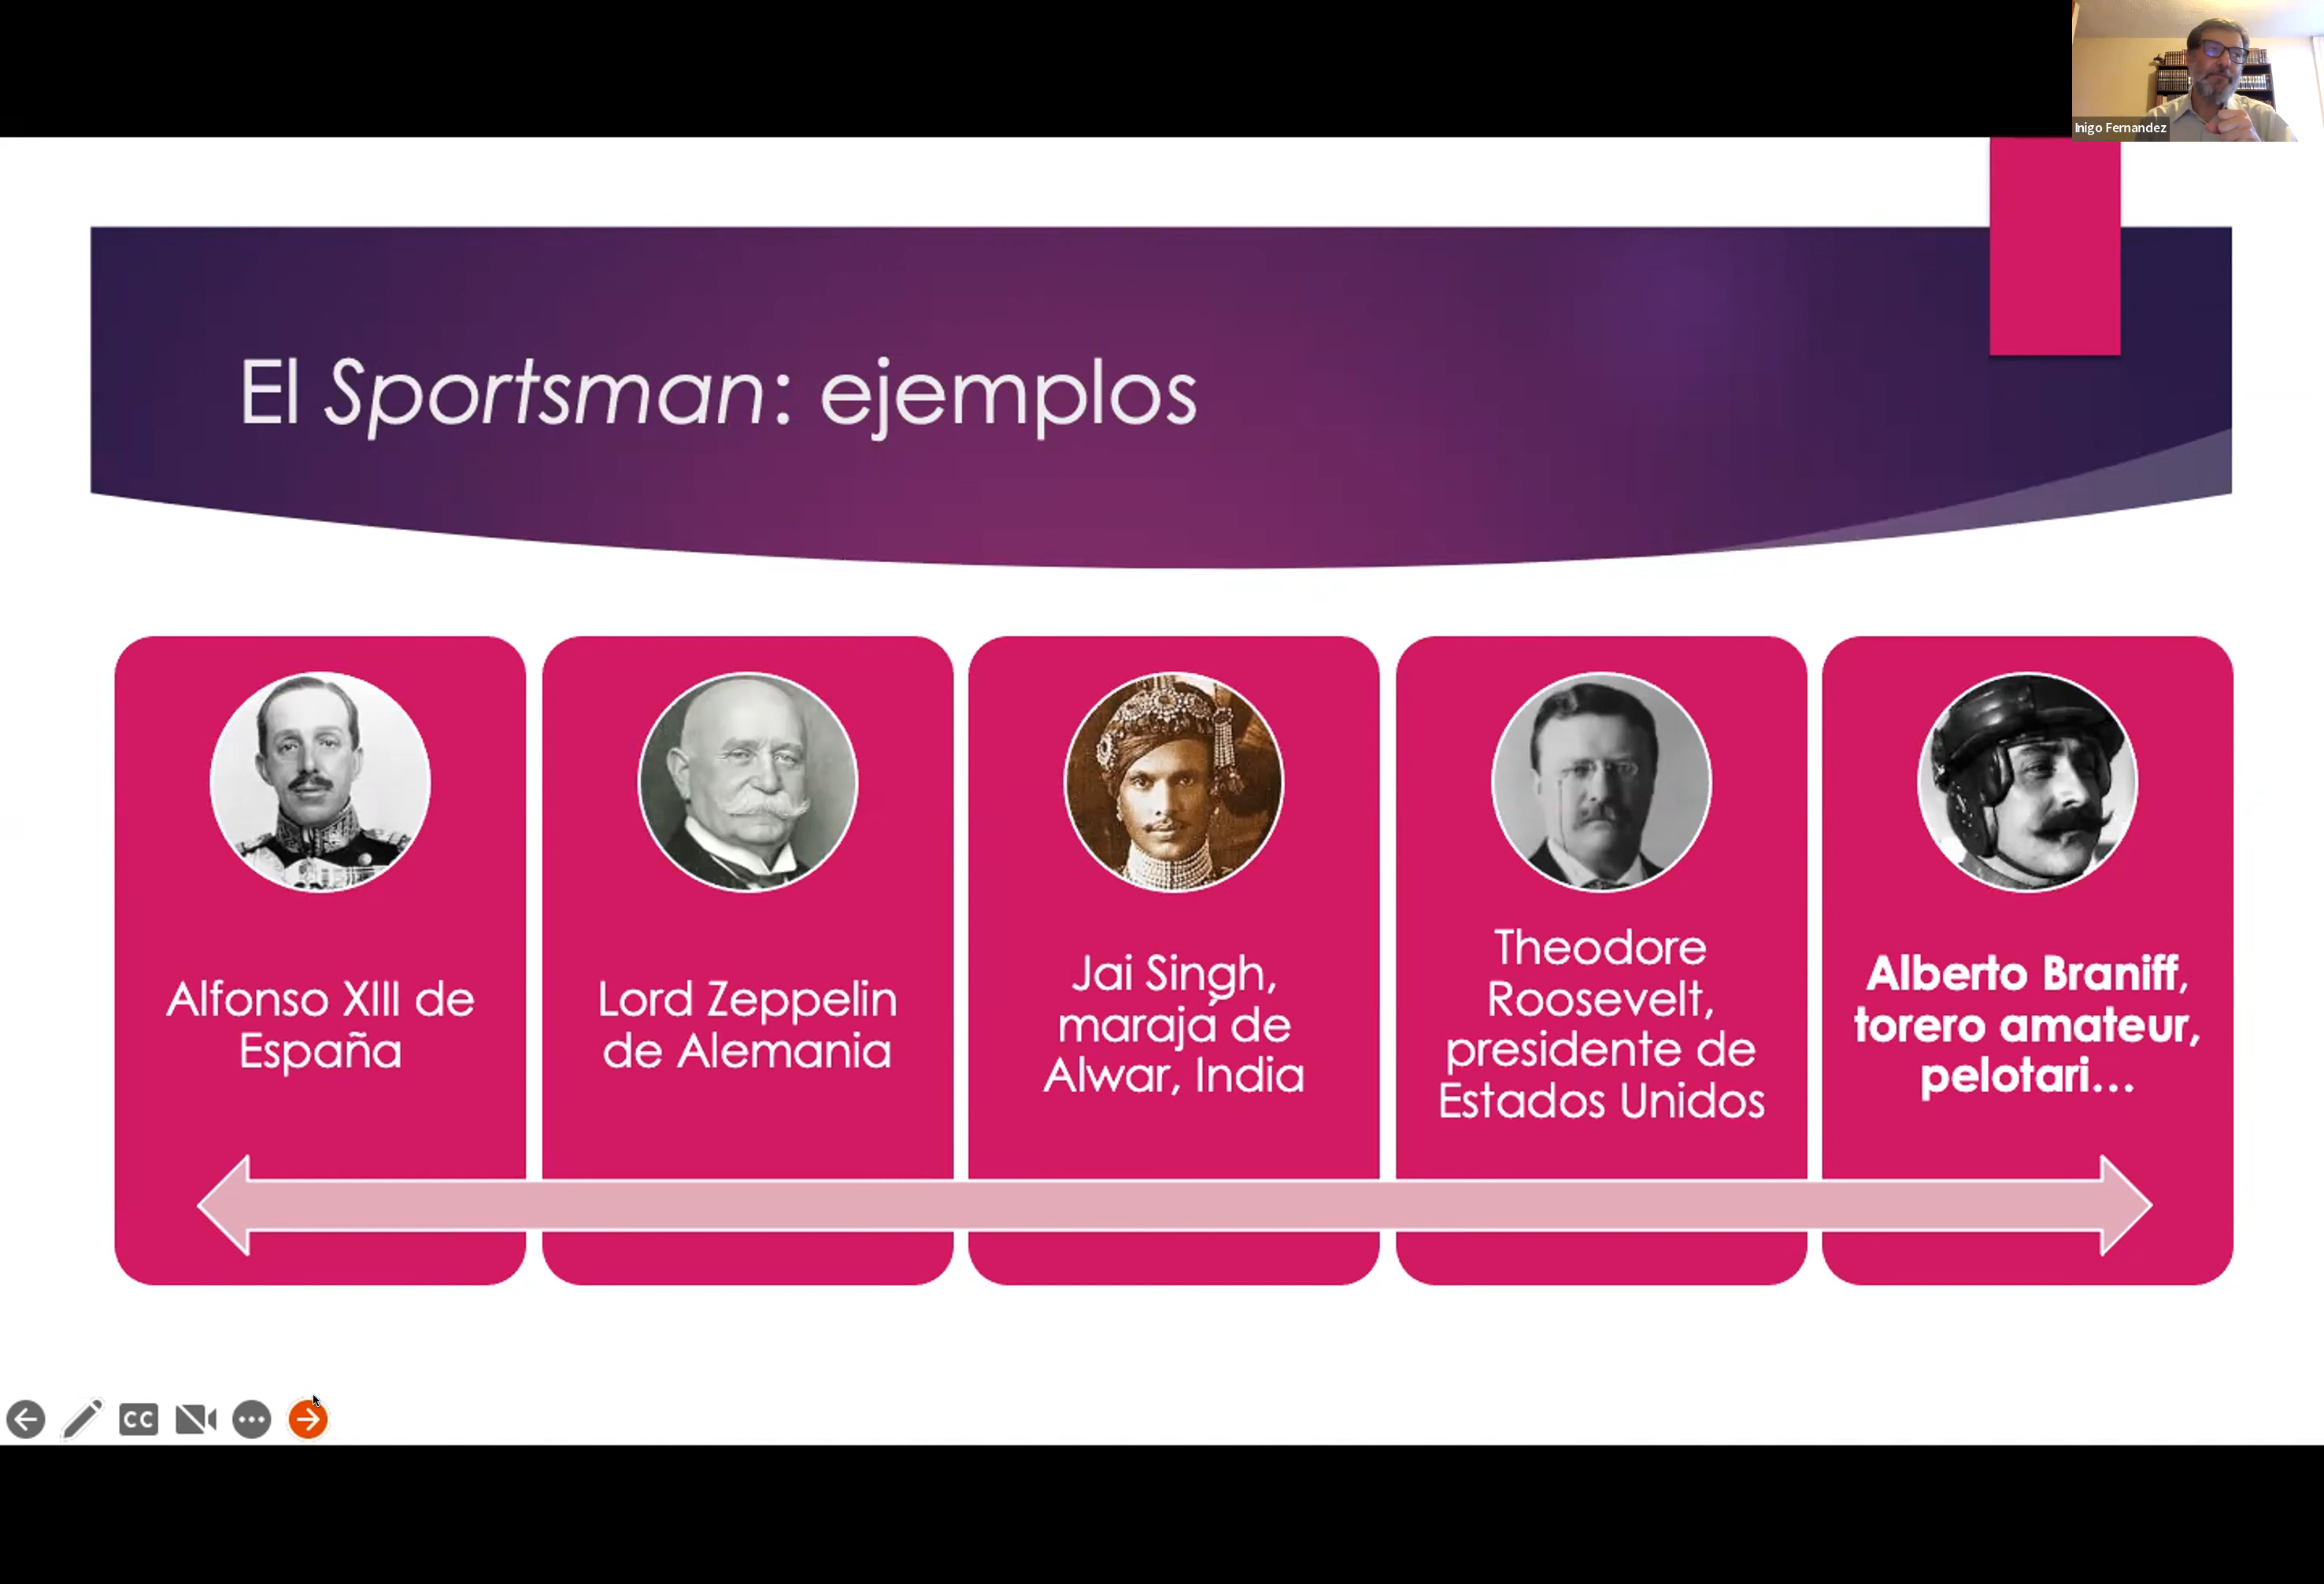 Inigo Fernandez
El Sportsman: ejemplos
Alfonso XIII de
España
Lord Zeppelin
de Alemania
Jai Singh,
marajá de
Alwar, India
Theodore
Roosevelt,
presidente de
Estados Unidos
Alberto Braniff,
torero amateur,
pelotari...
CC